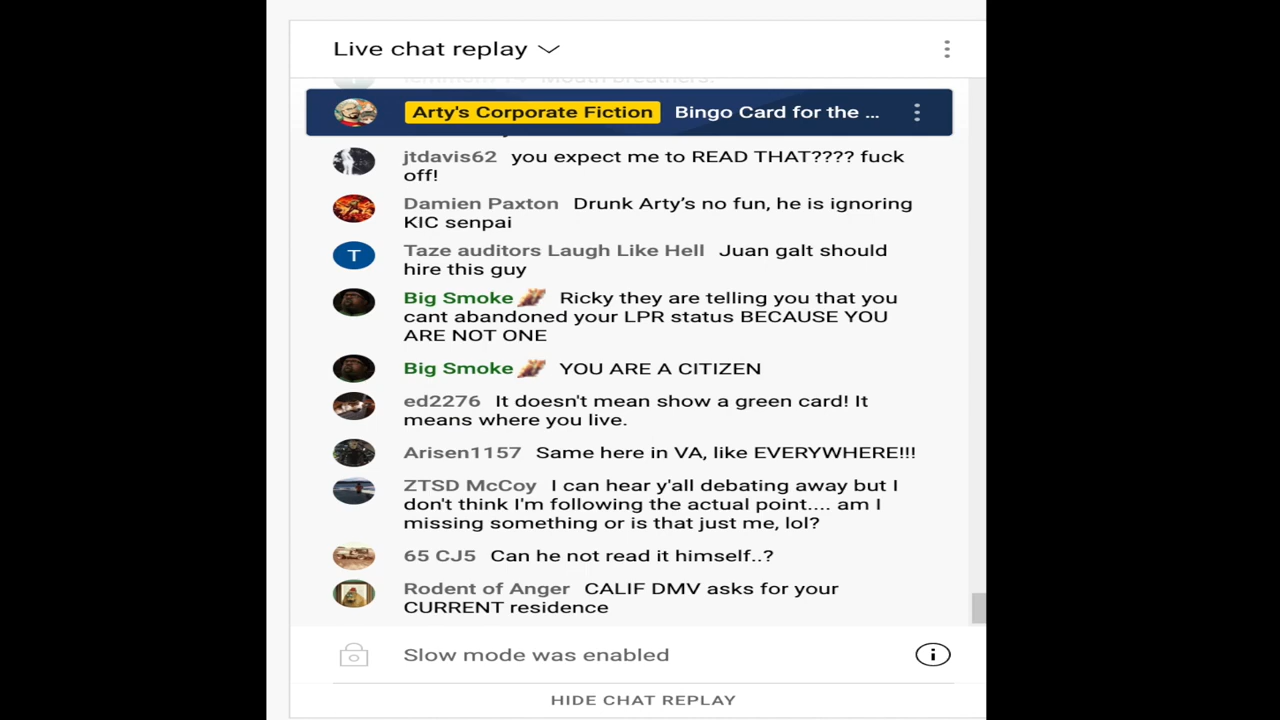 Live chat replay
Mouth breathers!
Arty's Corporate Fiction Bingo Card for the ...
jtdavis62 you expect me to READ THAT???? fuck
off!
Damien Paxton Drunk Arty's no fun, he is ignoring
KIC senpai
T Taze auditors Laugh Like Hell Juan galt should
hire this guy
Big Smoke Ricky they are telling you that you
cant abandoned your LPR status BECAUSE YOU
ARE NOT ONE
Big Smoke YOU ARE A CITIZEN
ed2276 It doesn't mean show a green card! It
means where you live.
Arisen1157 Same here in VA, like EVERYWHERE!!!
ZTSD McCoy I can hear y'all debating away but I
don't think I'm following the actual point.... am I
missing something or is that just me, lol?
65 CJ5 Can he not read it himself..?
Rodent of Anger CALIF DMV asks for your
CURRENT residence
Slow mode was enabled
HIDE CHAT REPLAY